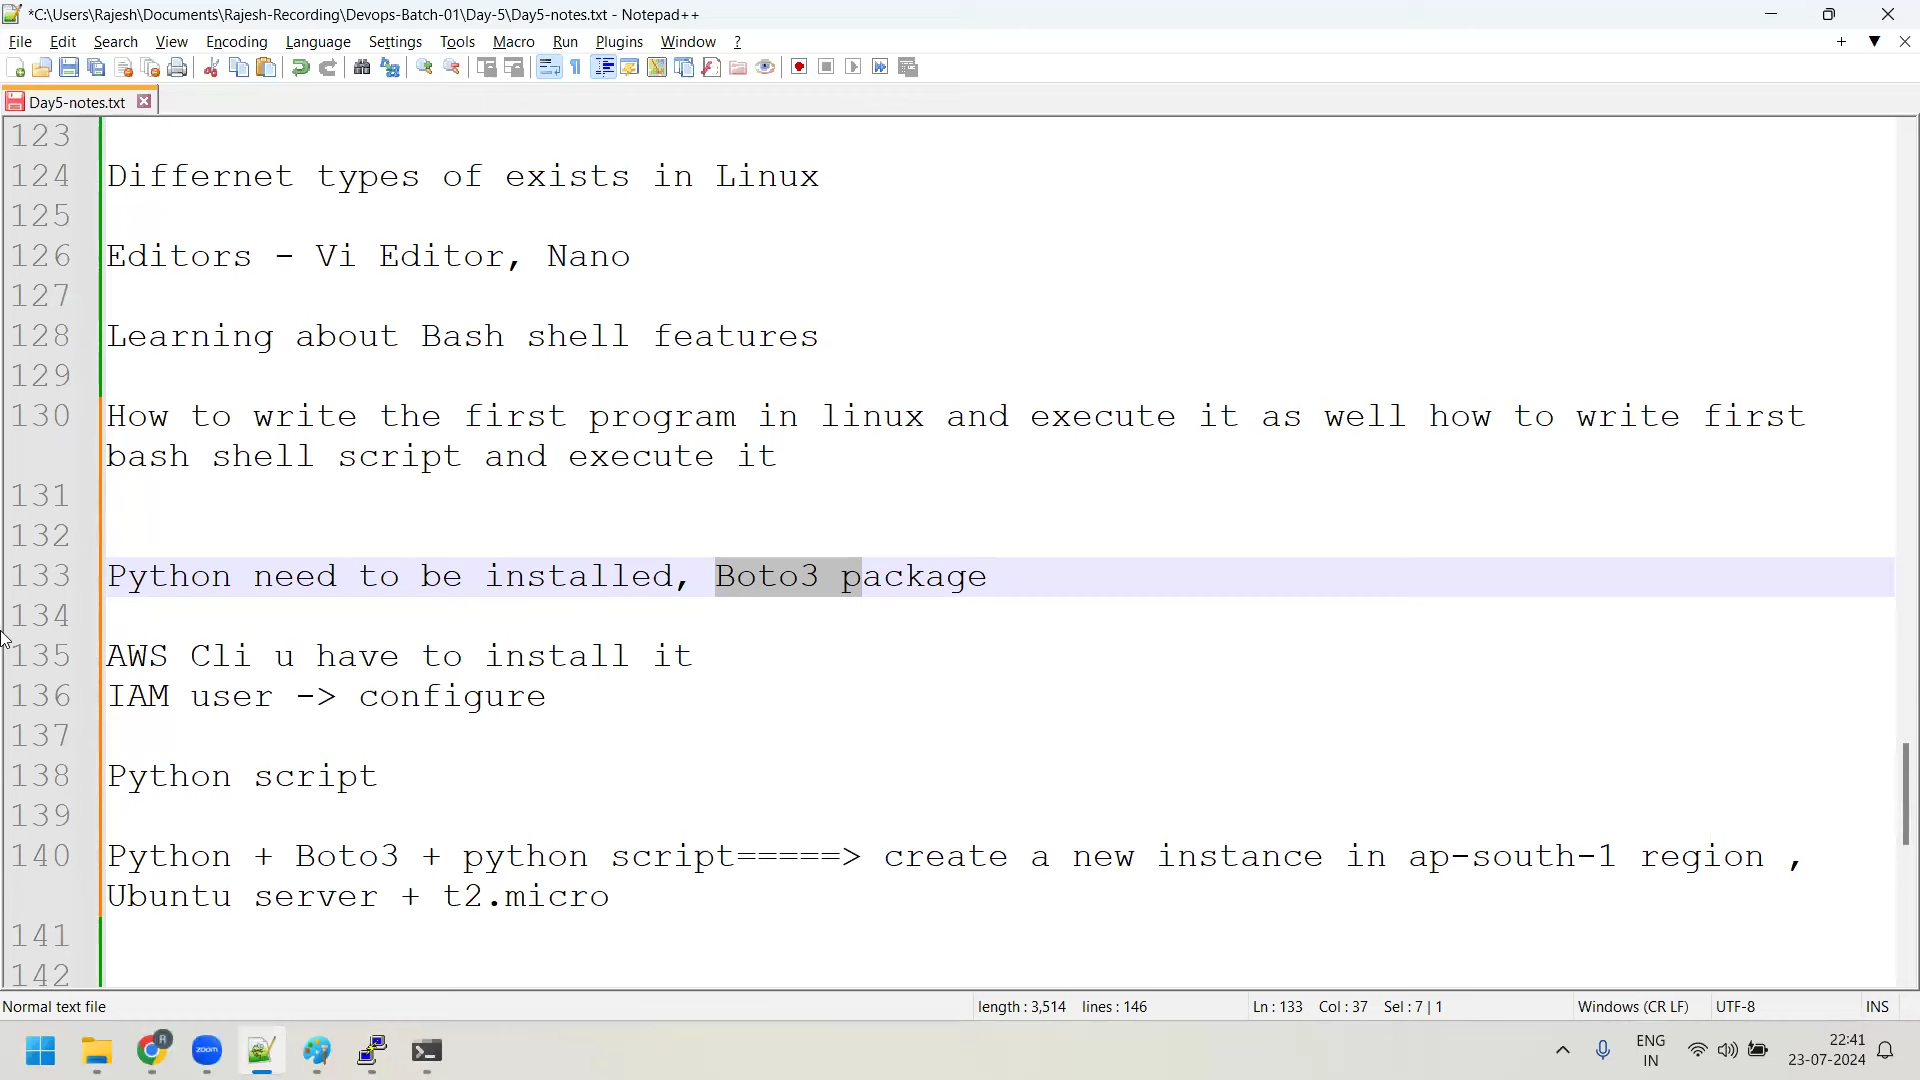 *C:\Users\Rajesh\Documents\Rajesh-Recording\Devops-Batch-01\Day-5\Day5-notes.txt - Notepad++
File Edit Search View Encoding Language Settings Tools Macro Run Plugins Window ?
Day5-notes.txt
123
124 Differnet types of exists in Linux
125
126 Editors - Vi Editor, Nano
127
128 Learning about Bash shell features
129
130 How to write the first program in linux and execute it as well how to write first
bash shell script and execute it
131
132
133 Python need to be installed, Boto3 package
134
135 AWS Cli u have to install it
136 IAM user -> configure
137
138 Python script
139
140 Python + Boto3 + python script=====> create a new instance in ap-south-1 region ,
Ubuntu server + t2.micro
141
142
Normal text file length : 3,514 lines : 146 Ln : 133 Col : 37 Sel : 7 | 1 Windows (CR LF) UTF-8 INS
R
zoom
ENG
IN
22:41
23-07-2024